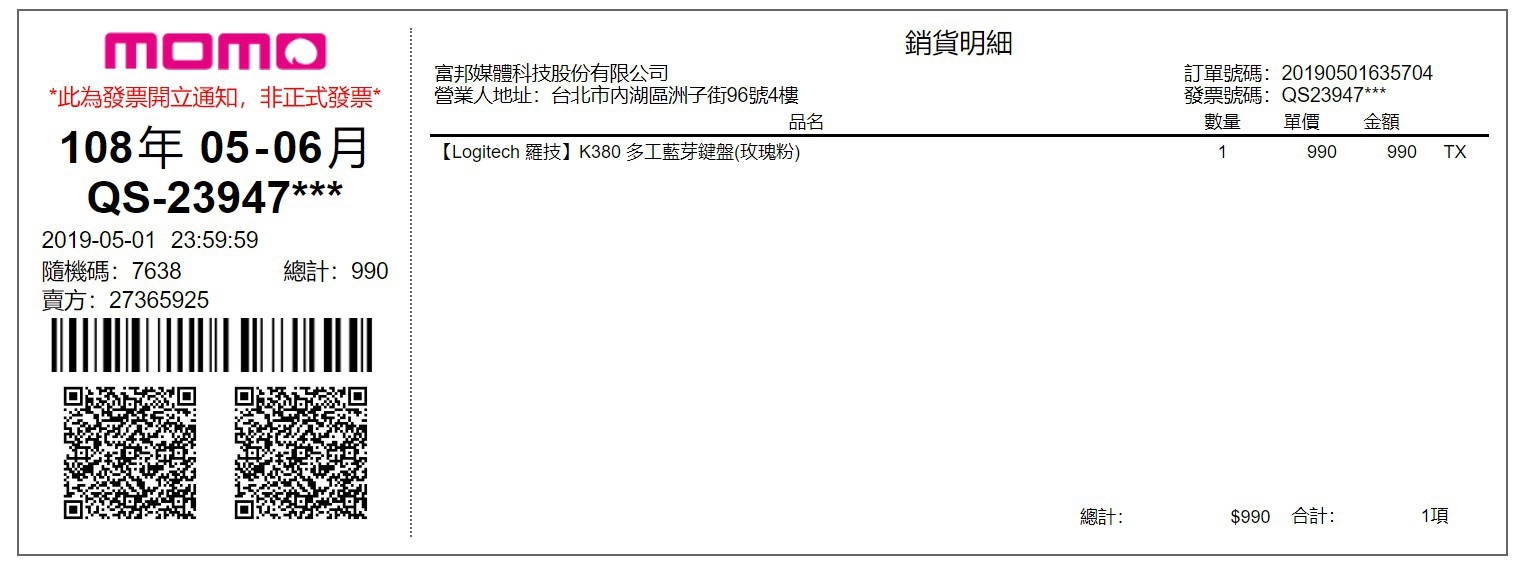 momo
*此為發票開立通知，非正式發票*
108年 05-06月
QS-23947***
2019-05-01 23:59:59
隨機碼：7638 總計：990
賣方：27365925
銷貨明細
富邦媒體科技股份有限公司 訂單號碼：20190501635704
營業人地址：台北市內湖區洲子街96號4樓 發票號碼：QS23947***
品名 數量 單價 金額
【Logitech 羅技】K380 多工藍芽鍵盤(玫瑰粉) 1 990 990 TX
總計： $990 合計： 1項